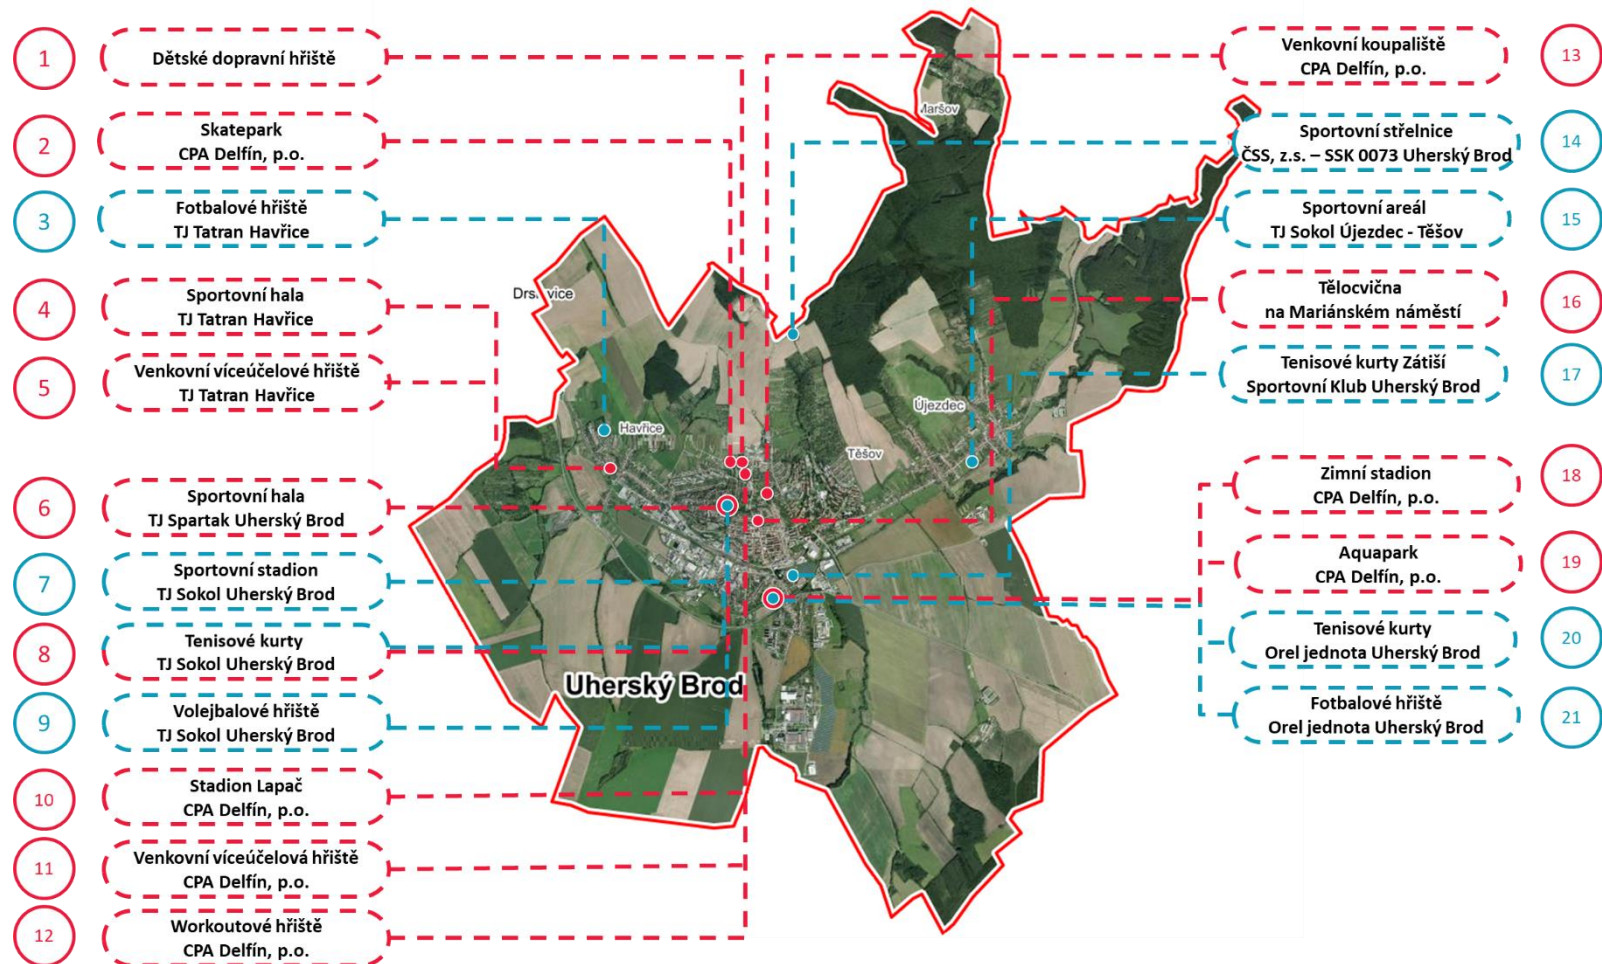 1
Dětské dopravní hřiště
2
Skatepark
CPA Delfín, p.o.
3
Fotbalové hřiště
TJ Tatran Havřice
4
Sportovní hala
TJ Tatran Havřice
5
Venkovní víceúčelové hřiště
TJ Tatran Havřice
6
Sportovní hala
TJ Spartak Uherský Brod
7
Sportovní stadion
TJ Sokol Uherský Brod
8
Tenisové kurty
TJ Sokol Uherský Brod
9
Volejbalové hřiště
TJ Sokol Uherský Brod
10
Stadion Lapač
CPA Delfín, p.o.
11
Venkovní víceúčelová hřiště
CPA Delfín, p.o.
12
Workoutové hřiště
CPA Delfín, p.o.
Maršov
Havřice
Újezdec
Těšov
Uherský Brod
Venkovní koupaliště
CPA Delfín, p.o.
13
Sportovní střelnice
ČSS, z.s. – SSK 0073 Uherský Brod
14
Sportovní areál
TJ Sokol Újezdec - Těšov
15
Tělocvična
na Mariánském náměstí
16
Tenisové kurty Zátiší
Sportovní Klub Uherský Brod
17
Zimní stadion
CPA Delfín, p.o.
18
Aquapark
CPA Delfín, p.o.
19
Tenisové kurty
Orel jednota Uherský Brod
20
Fotbalové hřiště
Orel jednota Uherský Brod
21